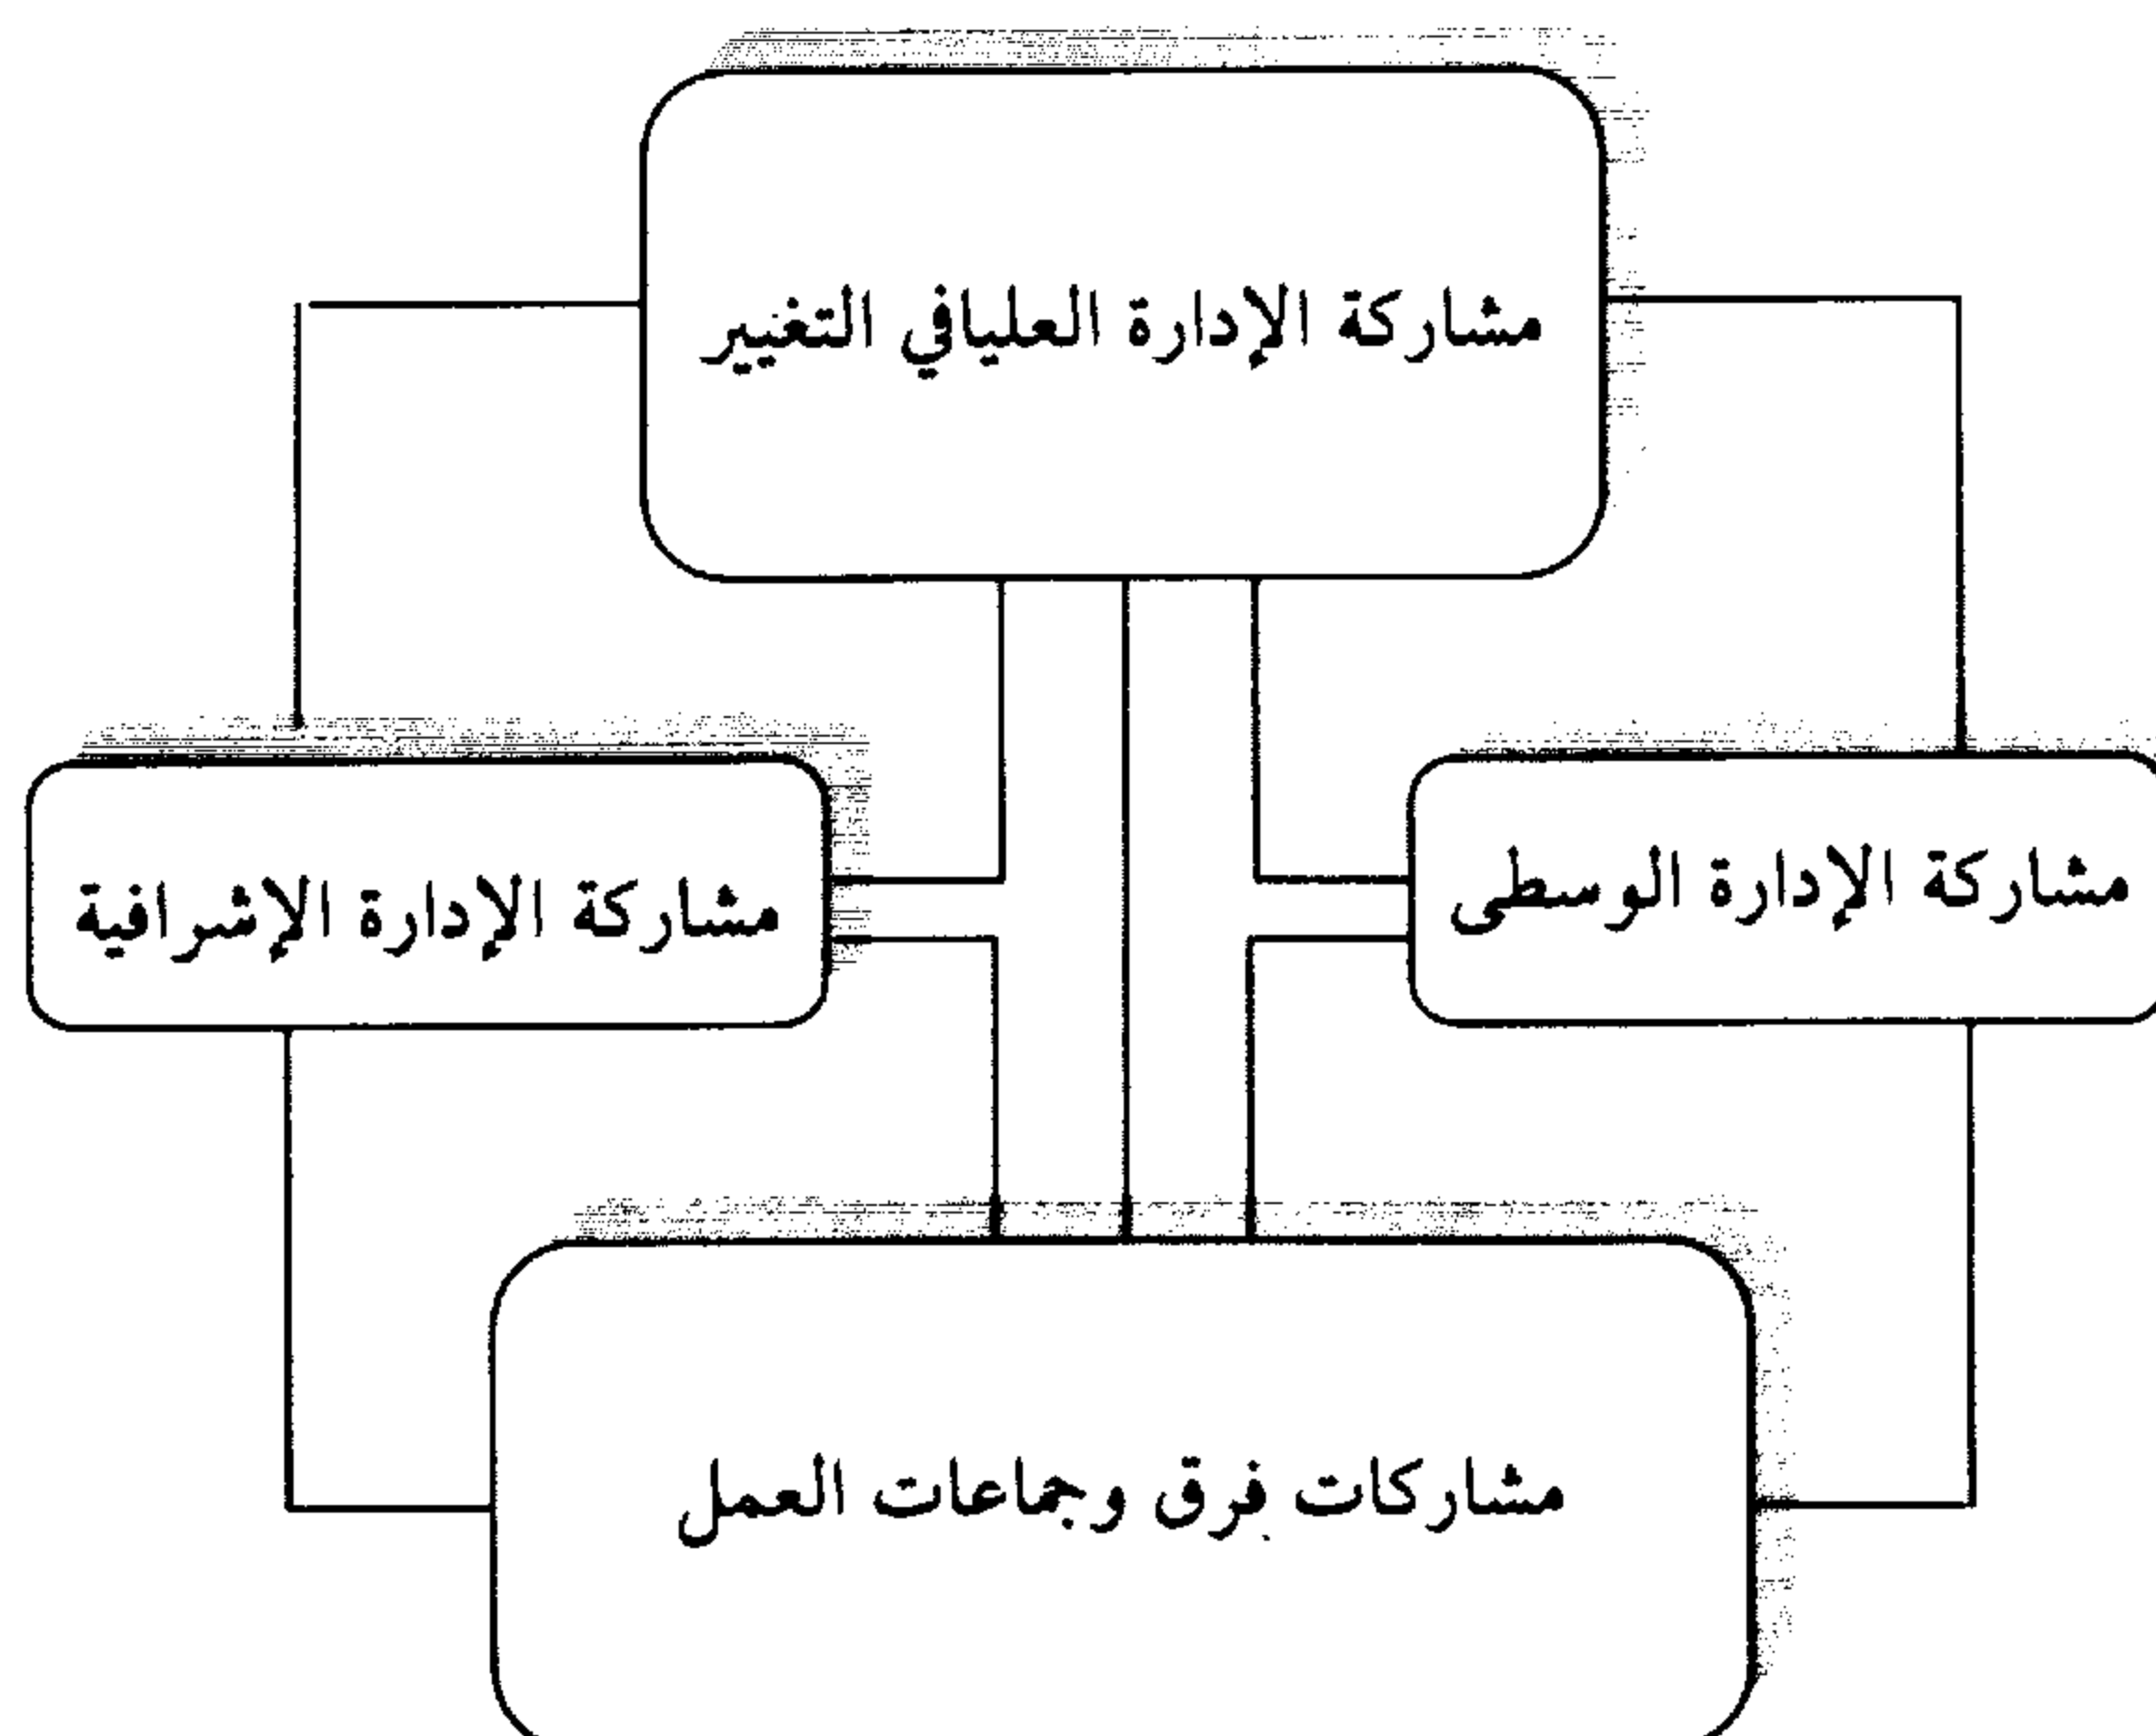 مشاركة الإدارة العليافي التغيير
مشاركة الإدارة الوسطى
مشاركة الإدارة الإشرافية
مشاركات فرق وجماعات العمل